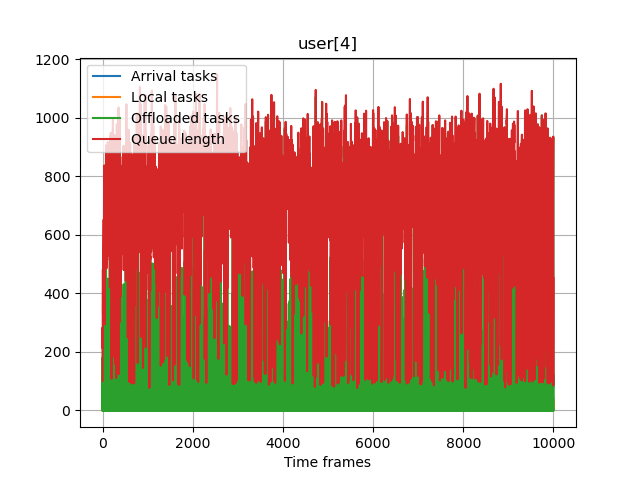 user[4]
Arrival tasks
Local tasks
Offloaded tasks
Queue length
1200
1000
800
600
400
200
0
0 2000 4000 6000 8000 10000
Time frames